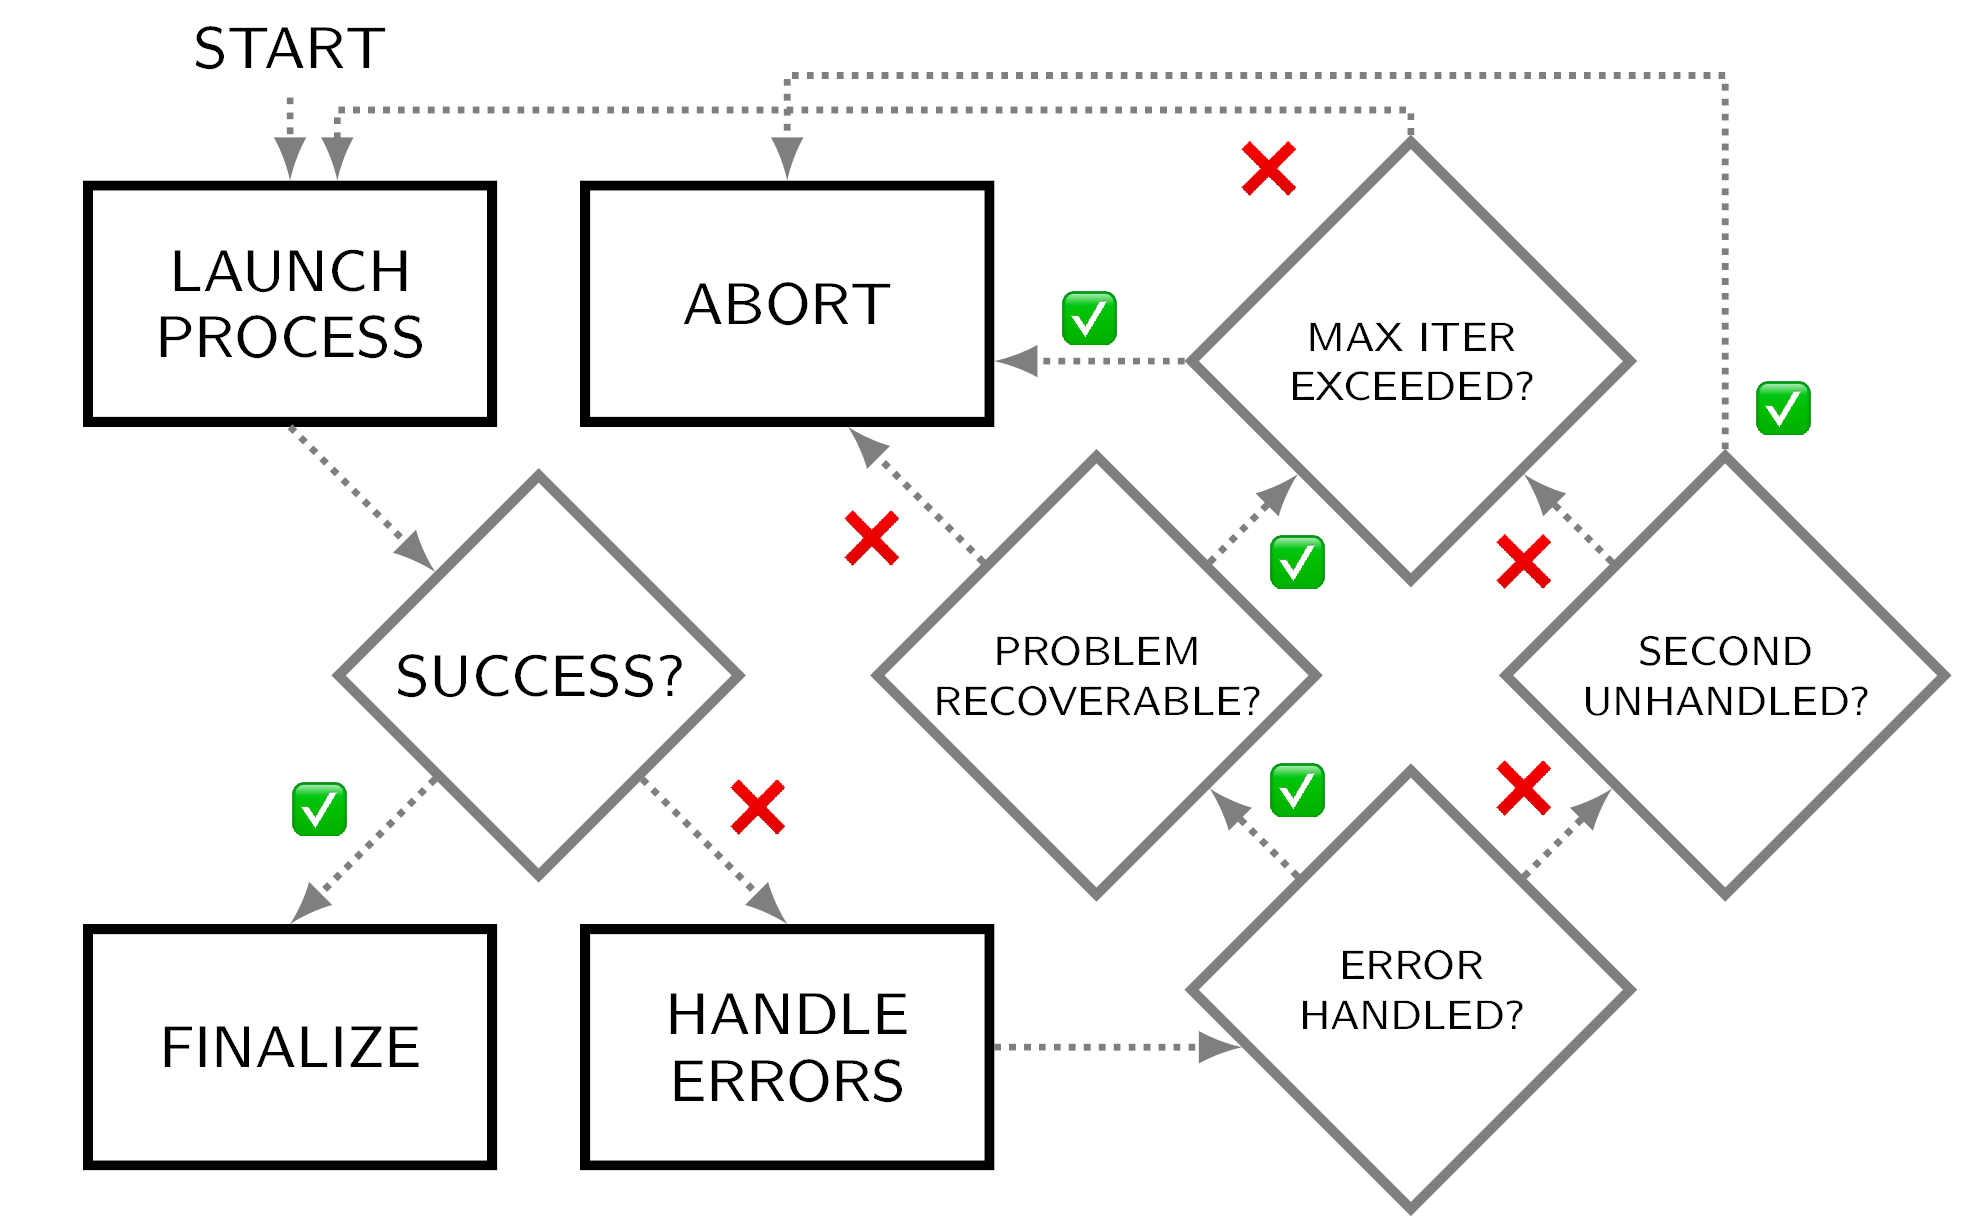 START
LAUNCH
PROCESS
ABORT
MAX ITER
EXCEEDED?
SUCCESS?
PROBLEM
RECOVERABLE?
SECOND
UNHANDLED?
FINALIZE
HANDLE
ERRORS
ERROR
HANDLED?